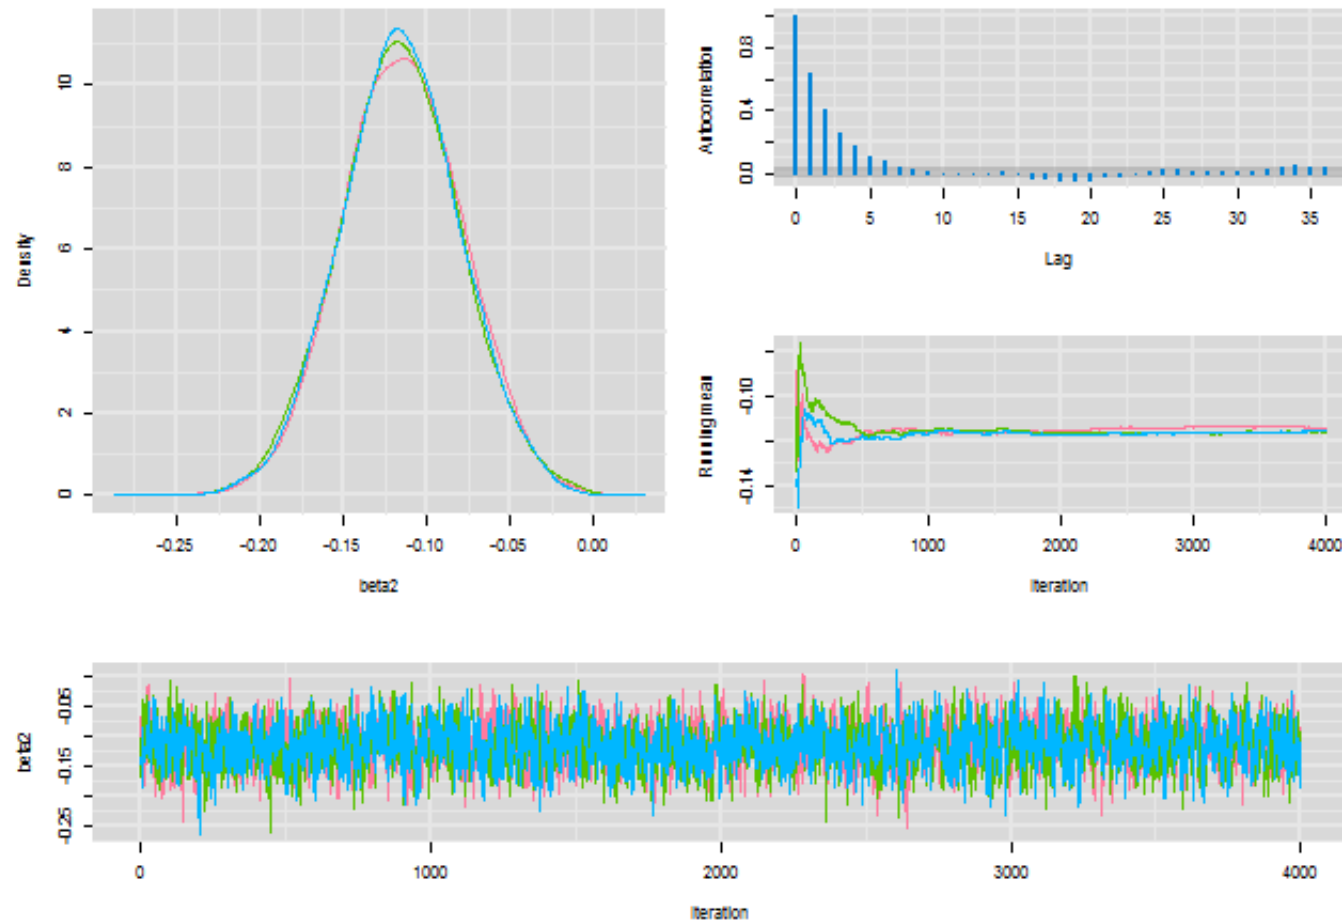 Density
0 2 4 6 8 10
-0.25 -0.20 -0.15 -0.10 -0.05 0.00
beta2
Autocorrelation
0.0 0.4 0.8
0 5 10 15 20 25 30 35
Lag
Running mean
-0.14 -0.10
0 1000 2000 3000 4000
Iteration
beta2
-0.25 -0.15 -0.05
0 1000 2000 3000 4000
Iteration